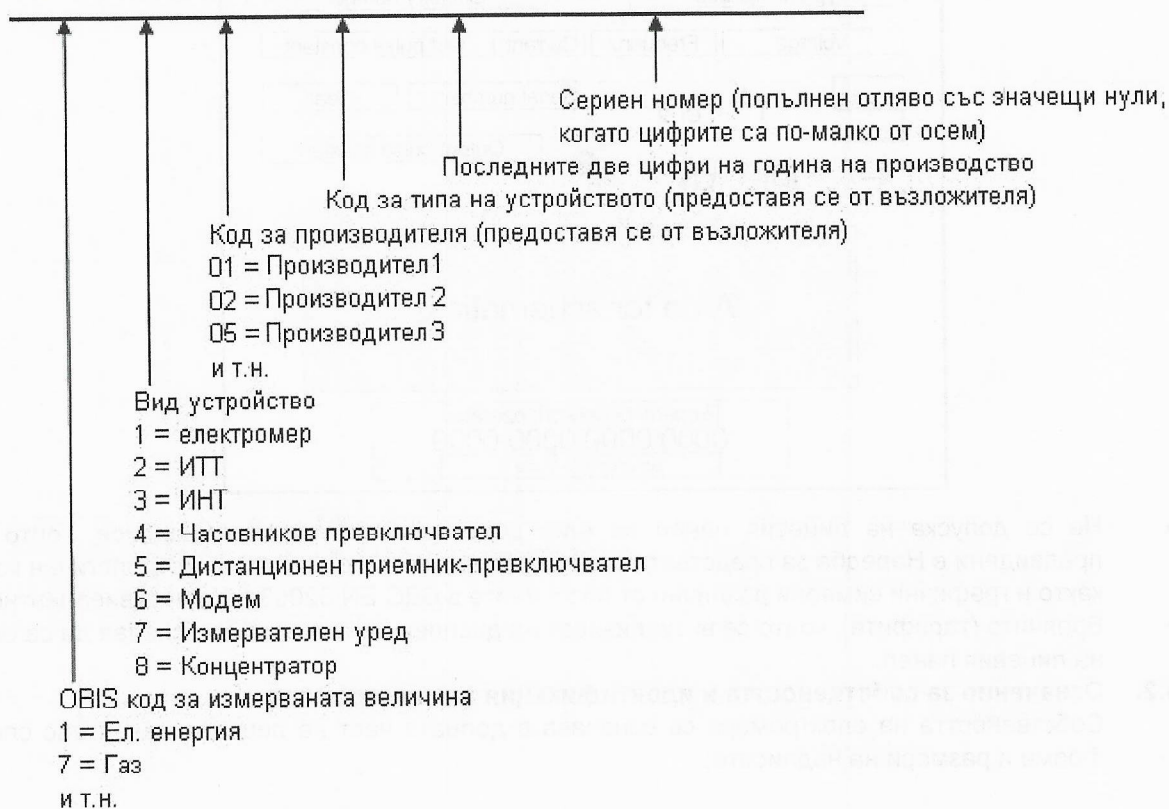 Сериен номер (попълнен отляво със значещи нули,
когато цифрите са по-малко от осем)
Последните две цифри на година на производство
Код за типа на устройството (предоставя се от възложителя)
Код за производителя (предоставя се от възложителя)
01 = Производител1
02 = Производител 2
05 = Производител 3
и т.н.
Вид устройство
1 = електромер
2 = ИТТ
3 = ИНТ
4 = Часовников превключвател
5 = Дистанционен приемник-превключвател
6 = Модем
7 = Измервателен уред
8 = Концентратор
OBIS код за измерваната величина
1 = Ел. енергия
7 = Газ
и т.н.